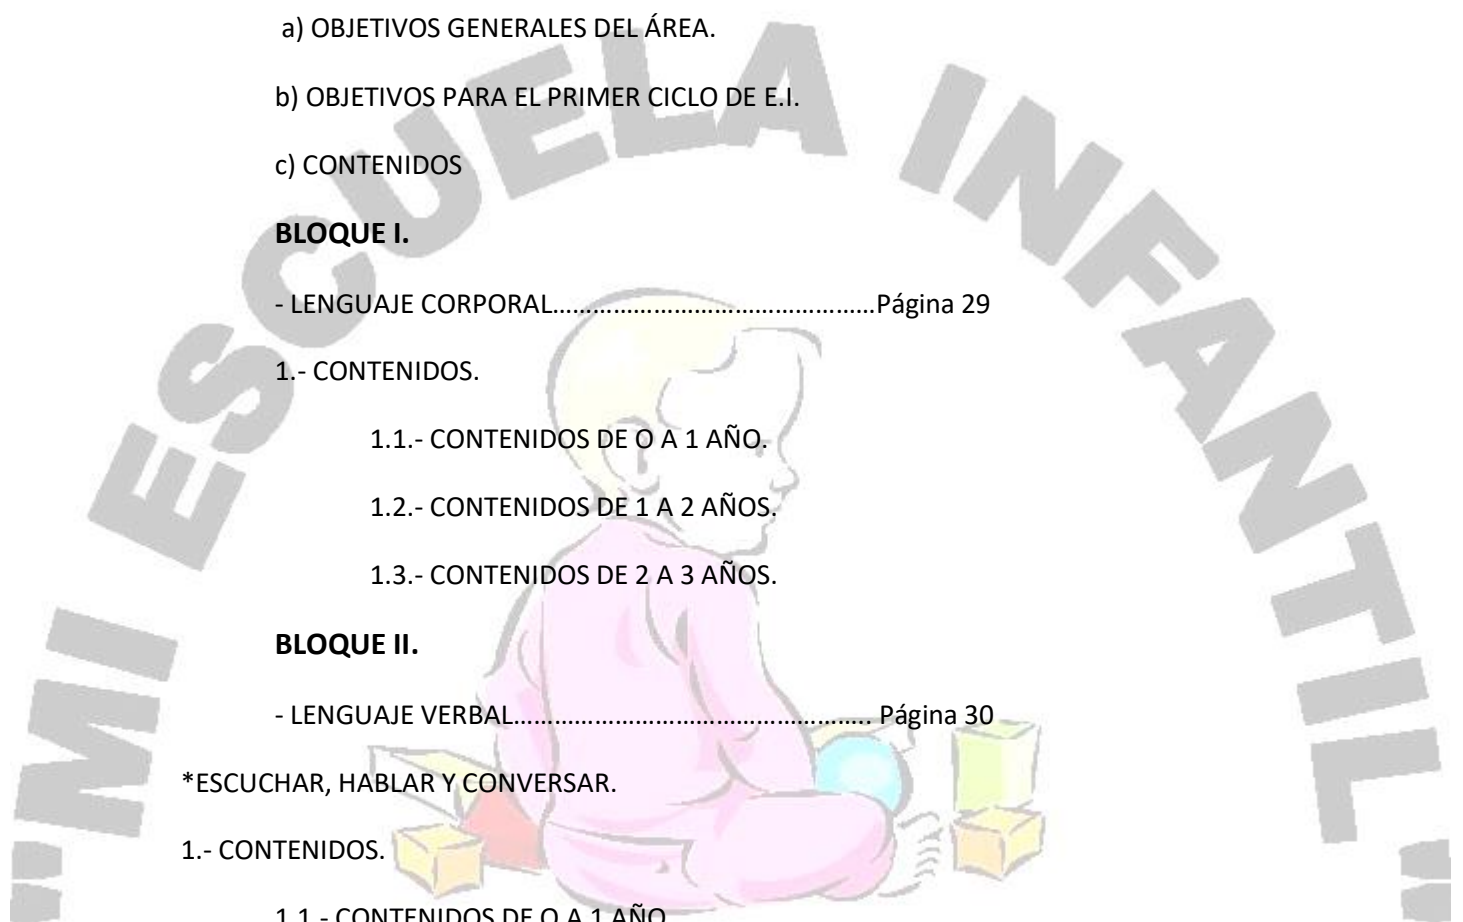 a) OBJETIVOS GENERALES DEL ÁREA.
b) OBJETIVOS PARA EL PRIMER CICLO DE E.I.
c) CONTENIDOS
BLOQUE I.
- LENGUAJE CORPORAL................................................Página 29
1.- CONTENIDOS.
1.1.- CONTENIDOS DE O A 1 AÑO.
1.2.- CONTENIDOS DE 1 A 2 AÑOS.
1.3.- CONTENIDOS DE 2 A 3 AÑOS.
BLOQUE II.
- LENGUAJE VERBAL..................................................... Página 30
*ESCUCHAR, HABLAR Y CONVERSAR.
1.- CONTENIDOS.
1.1.- CONTENIDOS DE O A 1 AÑO
"MI ESCUELA INFANTIL"